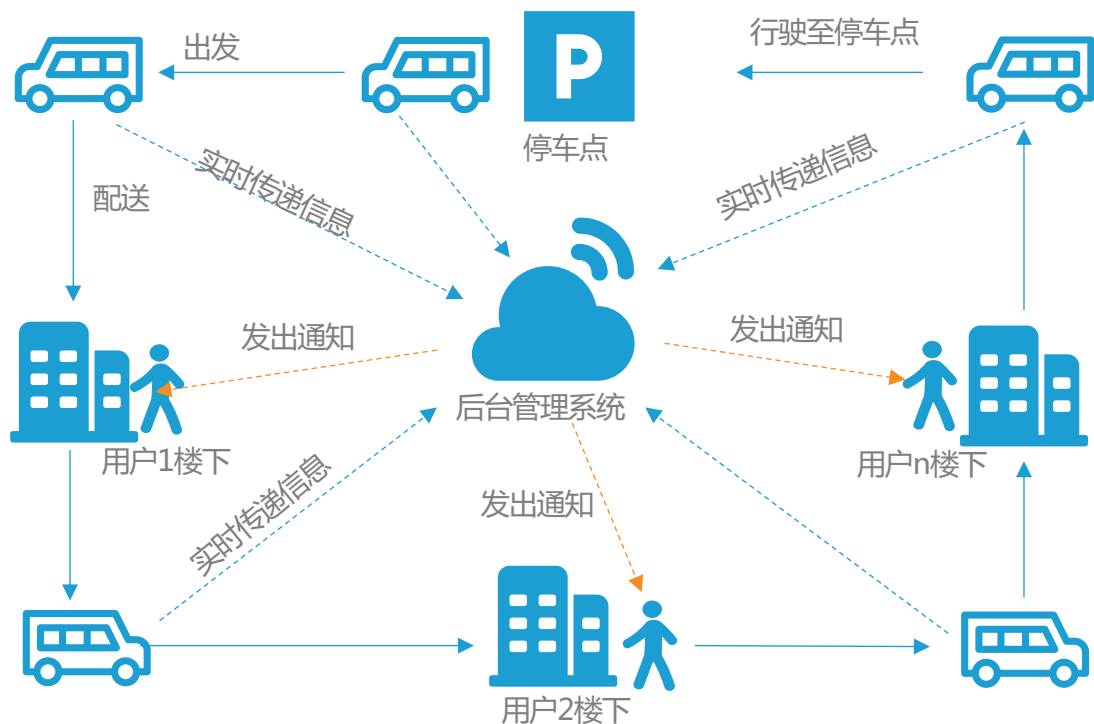 出发
P
行驶至停车点
停车点
实时传递信息
实时传递信息
配送
发出通知
发出通知
后台管理系统
用户1楼下
用户n楼下
实时传递信息
发出通知
用户2楼下